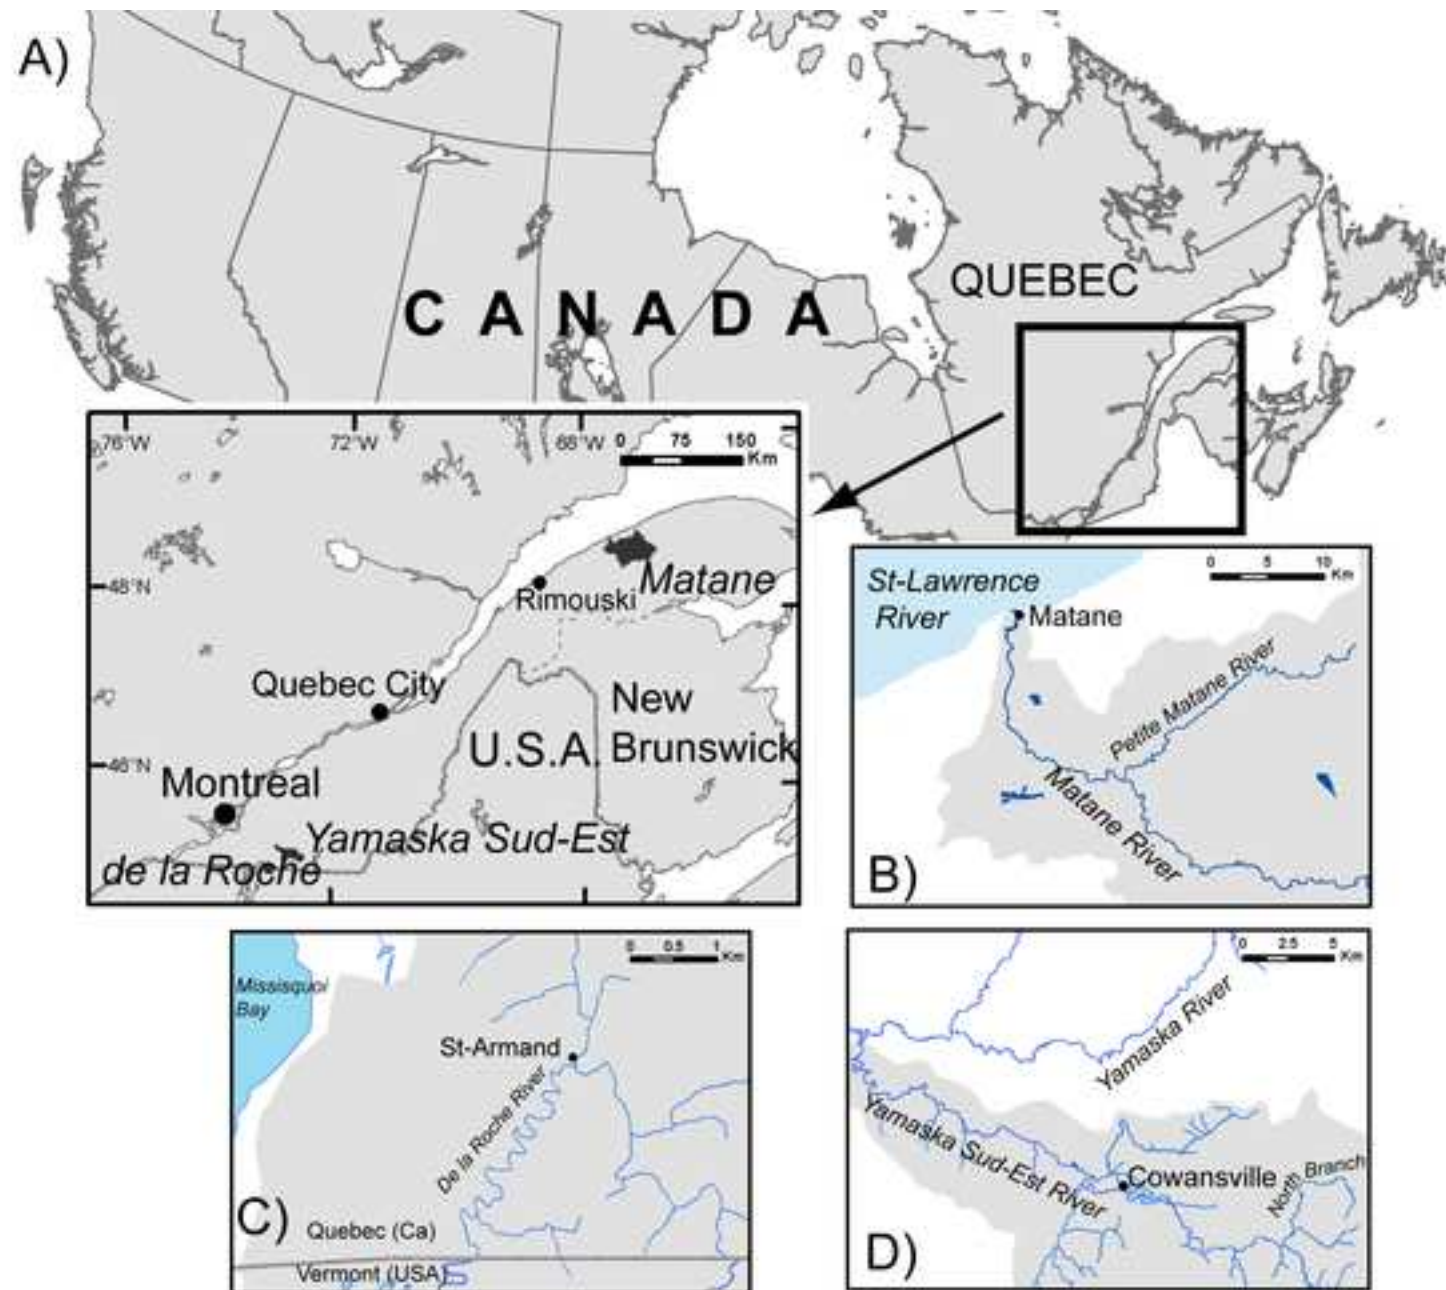 A)
QUEBEC
C A N A D A
76°W
72°W
68°W
0 75 150
Km
48°N
Matane
Rimouski
Quebec City
New
Brunswick
U.S.A.
46°N
Montreal
Yamaska Sud-Est
de la Roche
0 5 10
Km
St-Lawrence
River
Matane
Petite Matane River
Matane River
B)
0 0.5 1
Km
Missisquoi
Bay
St-Armand
De la Roche River
C)
Quebec (Ca)
Vermont (USA)
0 2.5 5
Km
Yamaska River
Yamaska Sud-Est River
Cowansville
North Branch
D)